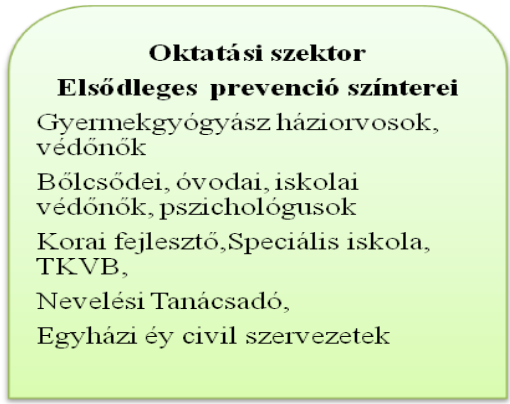 Oktatási szektor
Elsődleges prevenció színterei
Gyermekgyógyász háziorvosok,
védőnők
Bőlcsődei, óvodai, iskolai
védőnők, pszichológusok
Korai fejlesztő,Speciális iskola,
TKVB,
Nevelési Tanácsadó,
Egyházi éy civil szervezetek